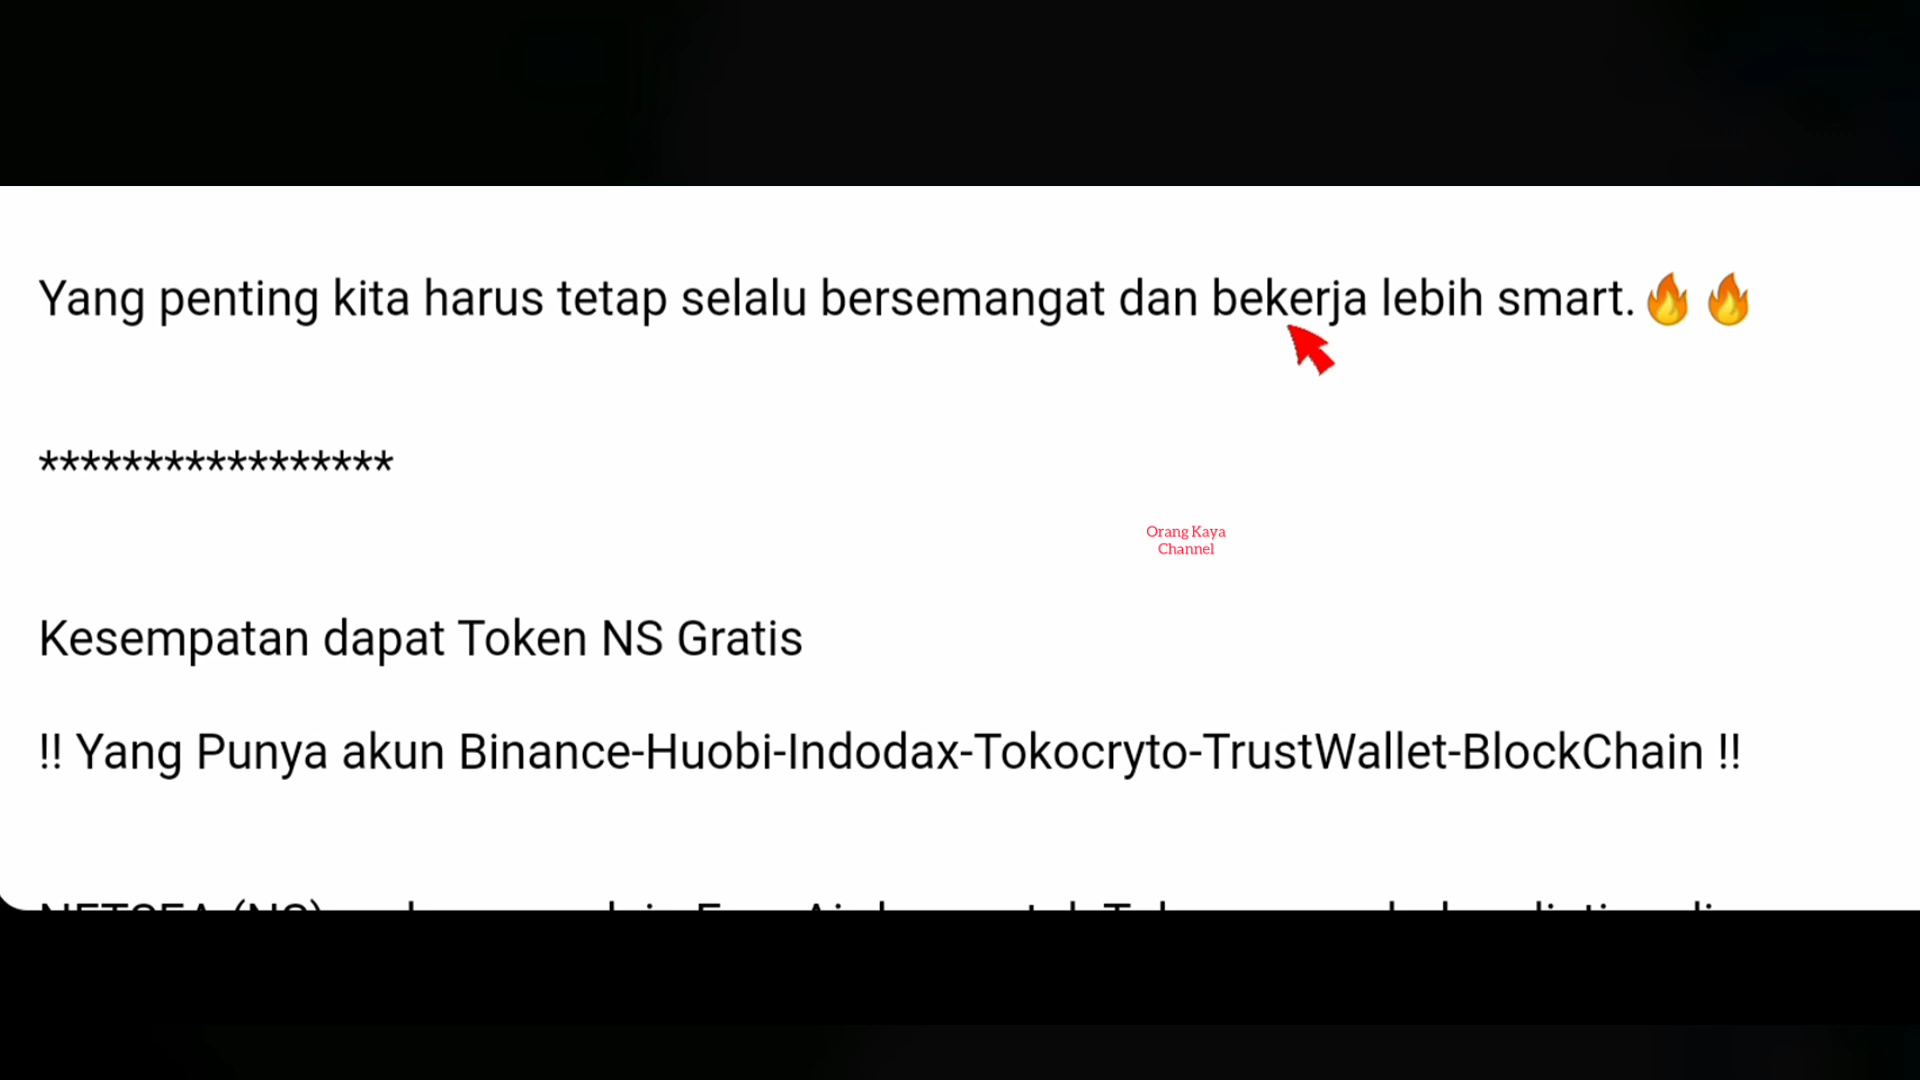 Yang penting kita harus tetap selalu bersemangat dan bekerja lebih smart.🔥🔥
*****************
Orang Kaya
Channel
Kesempatan dapat Token NS Gratis
!! Yang Punya akun Binance-Huobi-Indodax-Tokocryto-TrustWallet-BlockChain !!